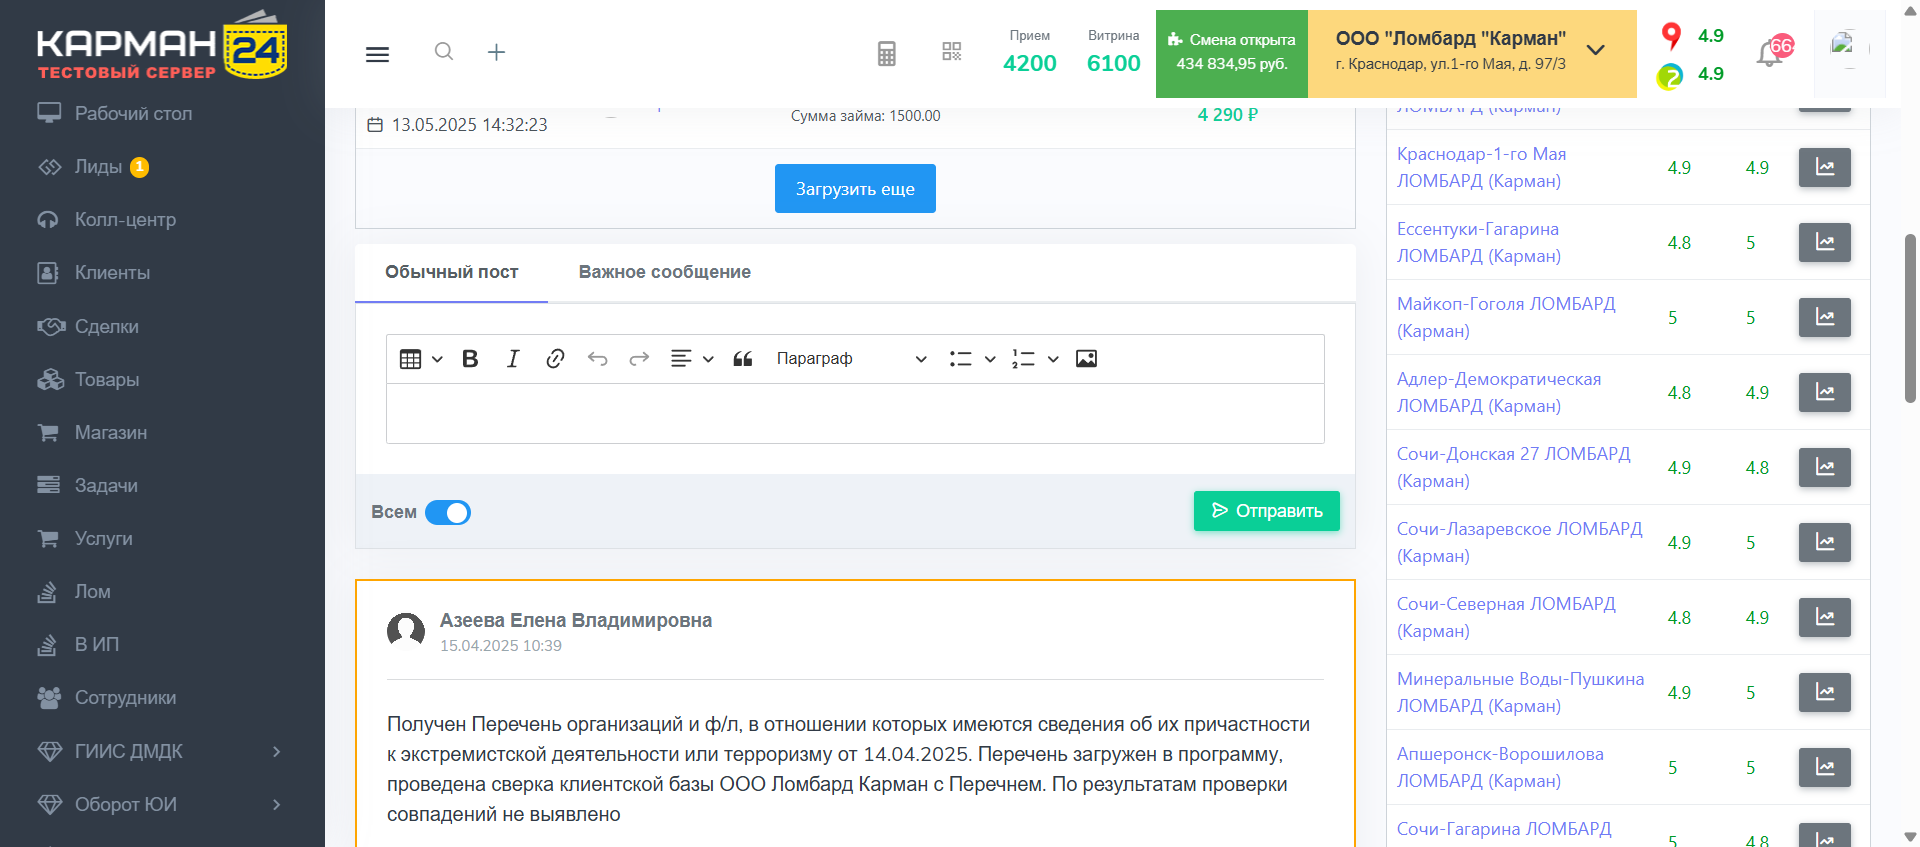 КАРМАН 24
ТЕСТОВЫЙ СЕРВЕР
Рабочий стол
Лиды 1
Колл-центр
Клиенты
Сделки
Товары
Магазин
Задачи
Услуги
Лом
В ИП
Сотрудники
ГИИС ДМДК
Оборот ЮИ
Прием
4200
Витрина
6100
Смена открыта
434 834,95 руб.
ООО "Ломбард "Карман"
г. Краснодар, ул.1-го Мая, д. 97/3
4.9
4.9
66
13.05.2025 14:32:23
Сумма займа: 1500.00
4 290 ₽
Загрузить еще
Обычный пост
Важное сообщение
Параграф
Всем
Отправить
Азеева Елена Владимировна
15.04.2025 10:39
Получен Перечень организаций и ф/л, в отношении которых имеются сведения об их причастности
к экстремистской деятельности или терроризму от 14.04.2025. Перечень загружен в программу,
проведена сверка клиентской базы ООО Ломбард Карман с Перечнем. По результатам проверки
совпадений не выявлено
ЛОМБАРД (Карман)
Краснодар-1-го Мая
ЛОМБАРД (Карман)
4.9
4.9
Ессентуки-Гагарина
ЛОМБАРД (Карман)
4.8
5
Майкоп-Гоголя ЛОМБАРД
(Карман)
5
5
Адлер-Демократическая
ЛОМБАРД (Карман)
4.8
4.9
Сочи-Донская 27 ЛОМБАРД
(Карман)
4.9
4.8
Сочи-Лазаревское ЛОМБАРД
(Карман)
4.9
5
Сочи-Северная ЛОМБАРД
(Карман)
4.8
4.9
Минеральные Воды-Пушкина
ЛОМБАРД (Карман)
4.9
5
Апшеронск-Ворошилова
ЛОМБАРД (Карман)
5
5
Сочи-Гагарина ЛОМБАРД
5
4.8